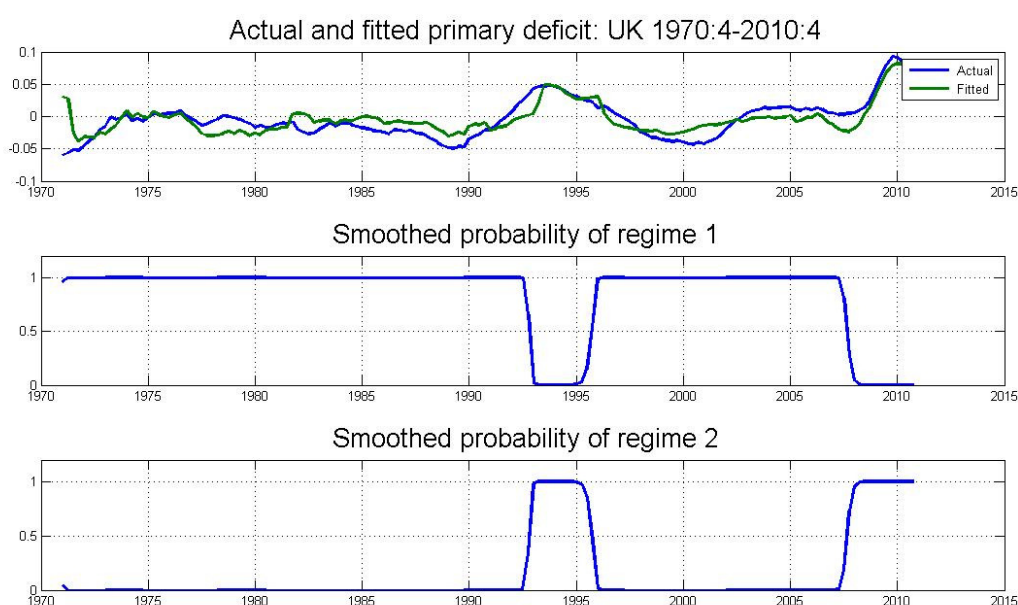 Actual and fitted primary deficit: UK 1970:4-2010:4
0.1
0.05
0
-0.05
-0.1
Actual
Fitted
1970 1975 1980 1985 1990 1995 2000 2005 2010 2015
Smoothed probability of regime 1
1
0.5
0
1970 1975 1980 1985 1990 1995 2000 2005 2010 2015
Smoothed probability of regime 2
1
0.5
0
1970 1975 1980 1985 1990 1995 2000 2005 2010 2015